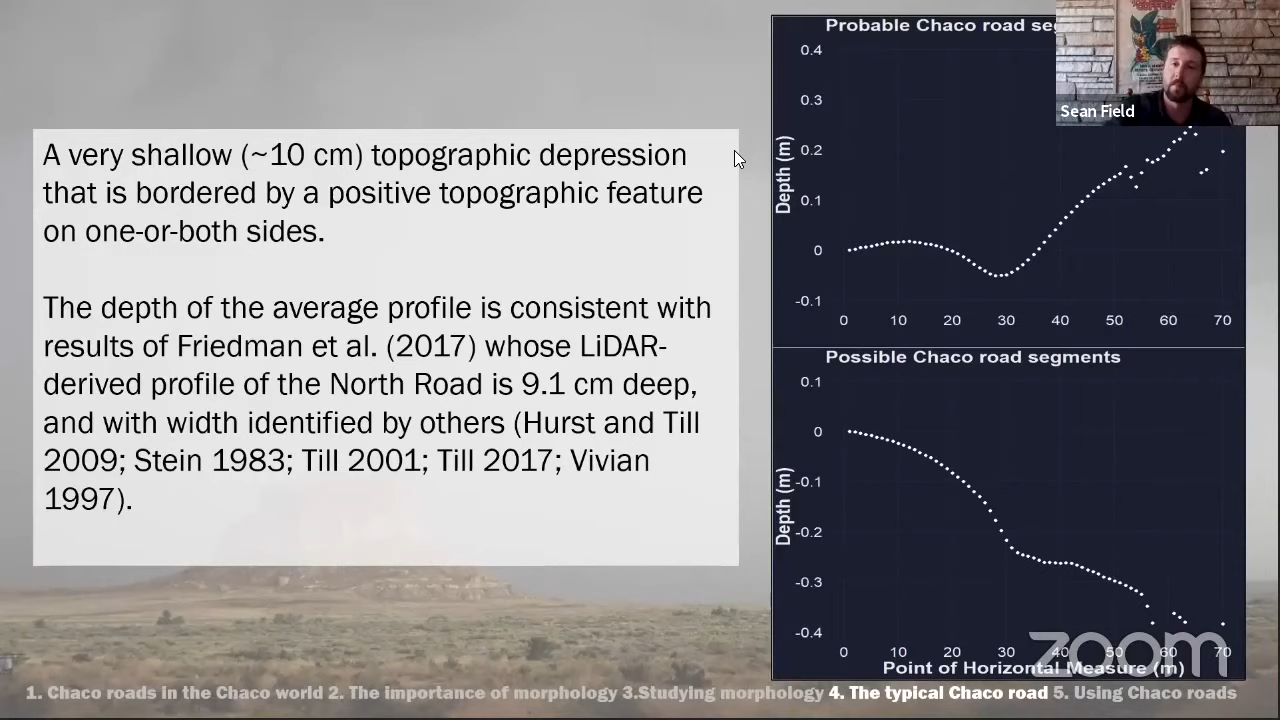 A very shallow (~10 cm) topographic depression
that is bordered by a positive topographic feature
on one-or-both sides.
The depth of the average profile is consistent with
results of Friedman et al. (2017) whose LiDAR-
derived profile of the North Road is 9.1 cm deep,
and with width identified by others (Hurst and Till
2009; Stein 1983; Till 2001; Till 2017; Vivian
1997).
Probable Chaco road
Depth (m)
0.4
0.3
0.2
0.1
0
-0.1
0 10 20 30 40 50 60 70
Sean Field
Possible Chaco road segments
Depth (m)
0.1
0
-0.1
-0.2
-0.3
-0.4
0 10 20 30 40 50 60 70
Point of Horizontal Measure (m)
zoom
1. Chaco roads in the Chaco world 2. The importance of morphology 3.Studying morphology 4. The typical Chaco road 5. Using Chaco roads